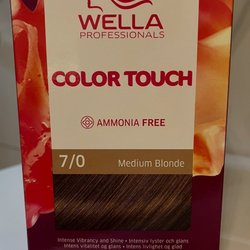 WELLA
PROFESSIONALS
COLOR TOUCH
AMMONIA FREE
7/0 Medium Blonde
Intense Vibrancy and Shine • Intensiv lyster och glans
Intens vitalitet og glans • Intens livlighet og glød